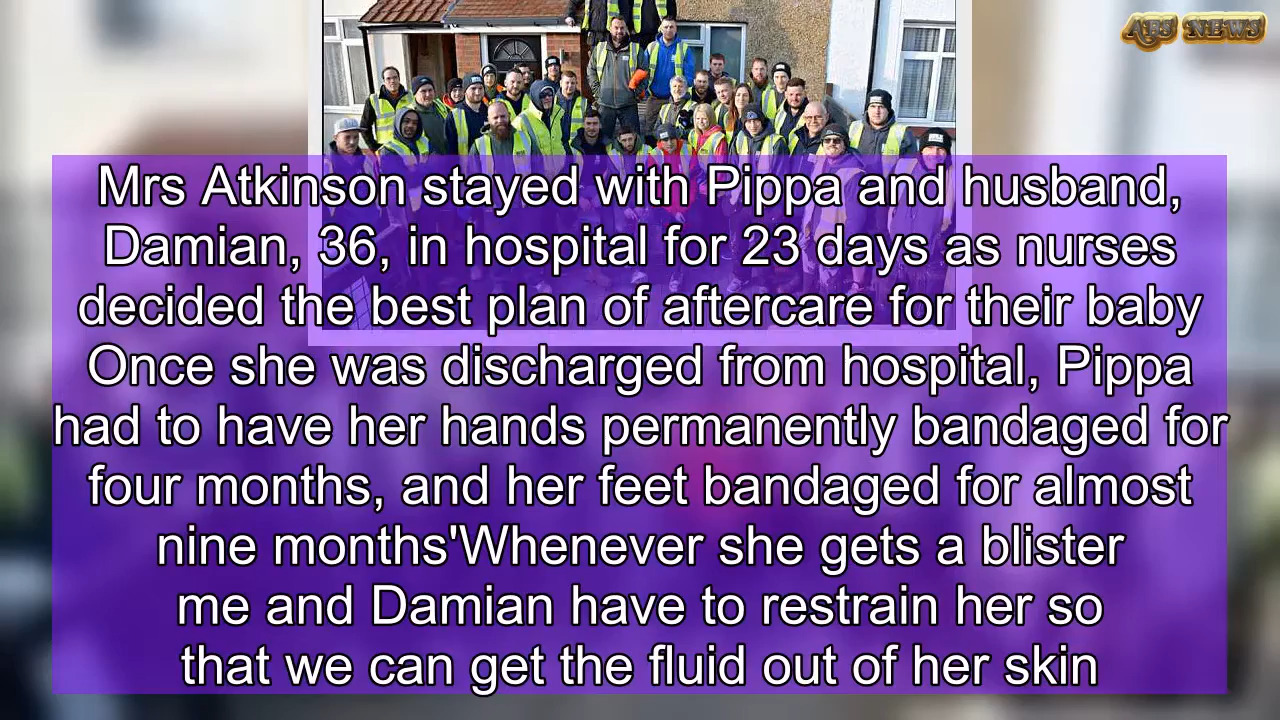 ABS NEWS
Mrs Atkinson stayed with Pippa and husband,
Damian, 36, in hospital for 23 days as nurses
decided the best plan of aftercare for their baby
Once she was discharged from hospital, Pippa
had to have her hands permanently bandaged for
four months, and her feet bandaged for almost
nine months'Whenever she gets a blister
me and Damian have to restrain her so
that we can get the fluid out of her skin